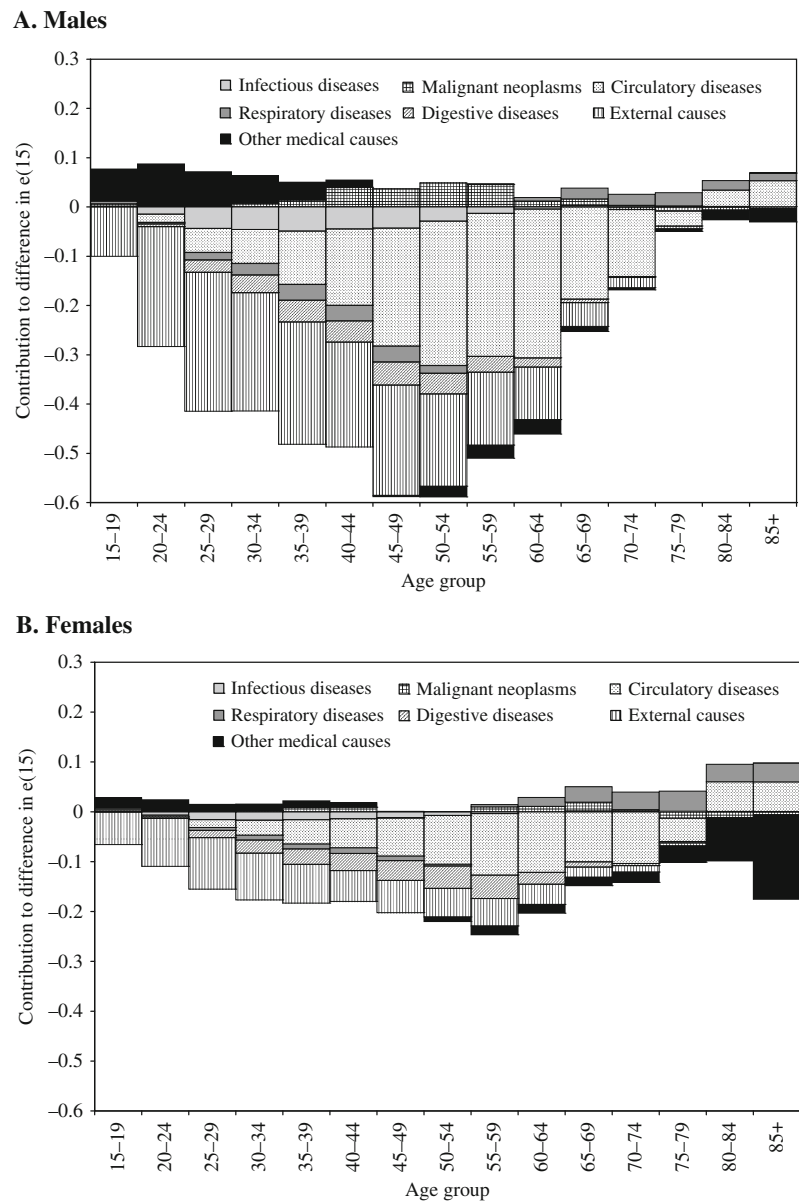 A. Males
0.3
0.2
0.1
0
–0.1
–0.2
–0.3
–0.4
–0.5
–0.6
Contribution to difference in e(15)
Infectious diseases Malignant neoplasms Circulatory diseases
Respiratory diseases Digestive diseases External causes
Other medical causes
15–19 20–24 25–29 30–34 35–39 40–44 45–49 50–54 55–59 60–64 65–69 70–74 75–79 80–84 85+
Age group
B. Females
0.3
0.2
0.1
0
–0.1
–0.2
–0.3
–0.4
–0.5
–0.6
Contribution to difference in e(15)
Infectious diseases Malignant neoplasms Circulatory diseases
Respiratory diseases Digestive diseases External causes
Other medical causes
15–19 20–24 25–29 30–34 35–39 40–44 45–49 50–54 55–59 60–64 65–69 70–74 75–79 80–84 85+
Age group